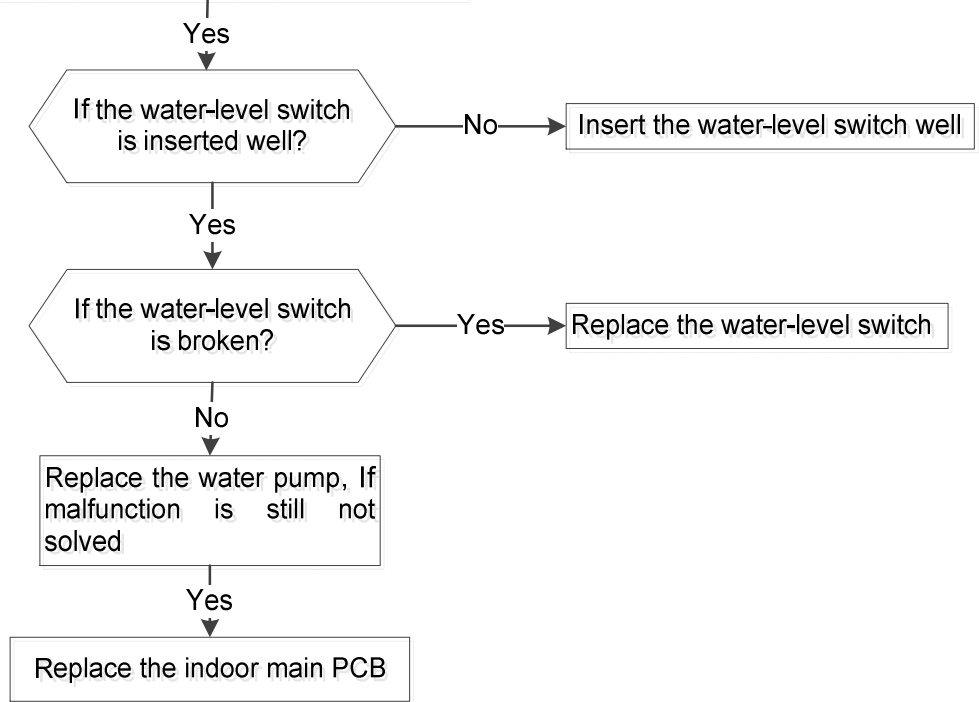 Yes
If the water-level switch
is inserted well?
No
Insert the water-level switch well
Yes
If the water-level switch
is broken?
Yes
Replace the water-level switch
No
Replace the water pump, If
malfunction is still not
solved
Yes
Replace the indoor main PCB